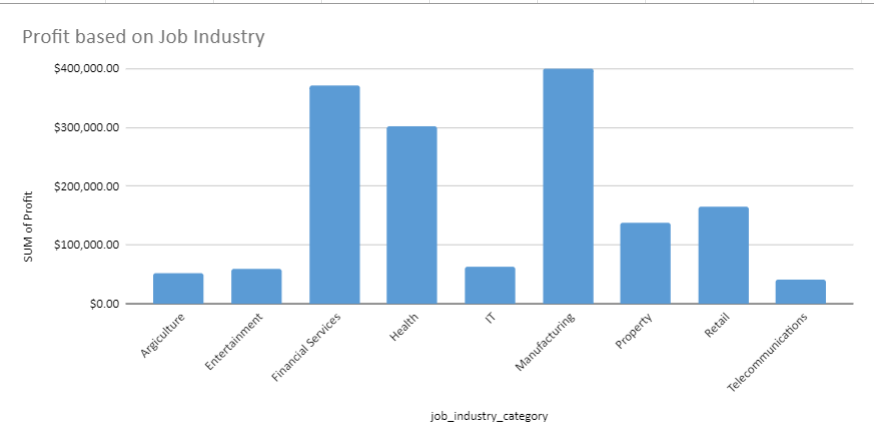 Profit based on Job Industry
$400,000.00
$300,000.00
$200,000.00
$100,000.00
$0.00
SUM of Profit
Argiculture
Entertainment
Financial Services
Health
IT
Manufacturing
Property
Retail
Telecommunications
job_industry_category